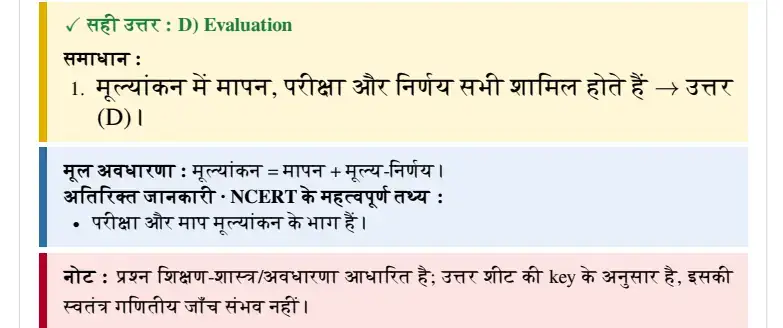 ✓ सही उत्तर : D) Evaluation
समाधान :
1. मूल्यांकन में मापन, परीक्षा और निर्णय सभी शामिल होते हैं → उत्तर
(D)।
मूल अवधारणा : मूल्यांकन = मापन + मूल्य-निर्णय।
अतिरिक्त जानकारी · NCERT के महत्वपूर्ण तथ्य :
• परीक्षा और माप मूल्यांकन के भाग हैं।
नोट : प्रश्न शिक्षण-शास्त्र/अवधारणा आधारित है; उत्तर शीट की key के अनुसार है, इसकी
स्वतंत्र गणितीय जाँच संभव नहीं।